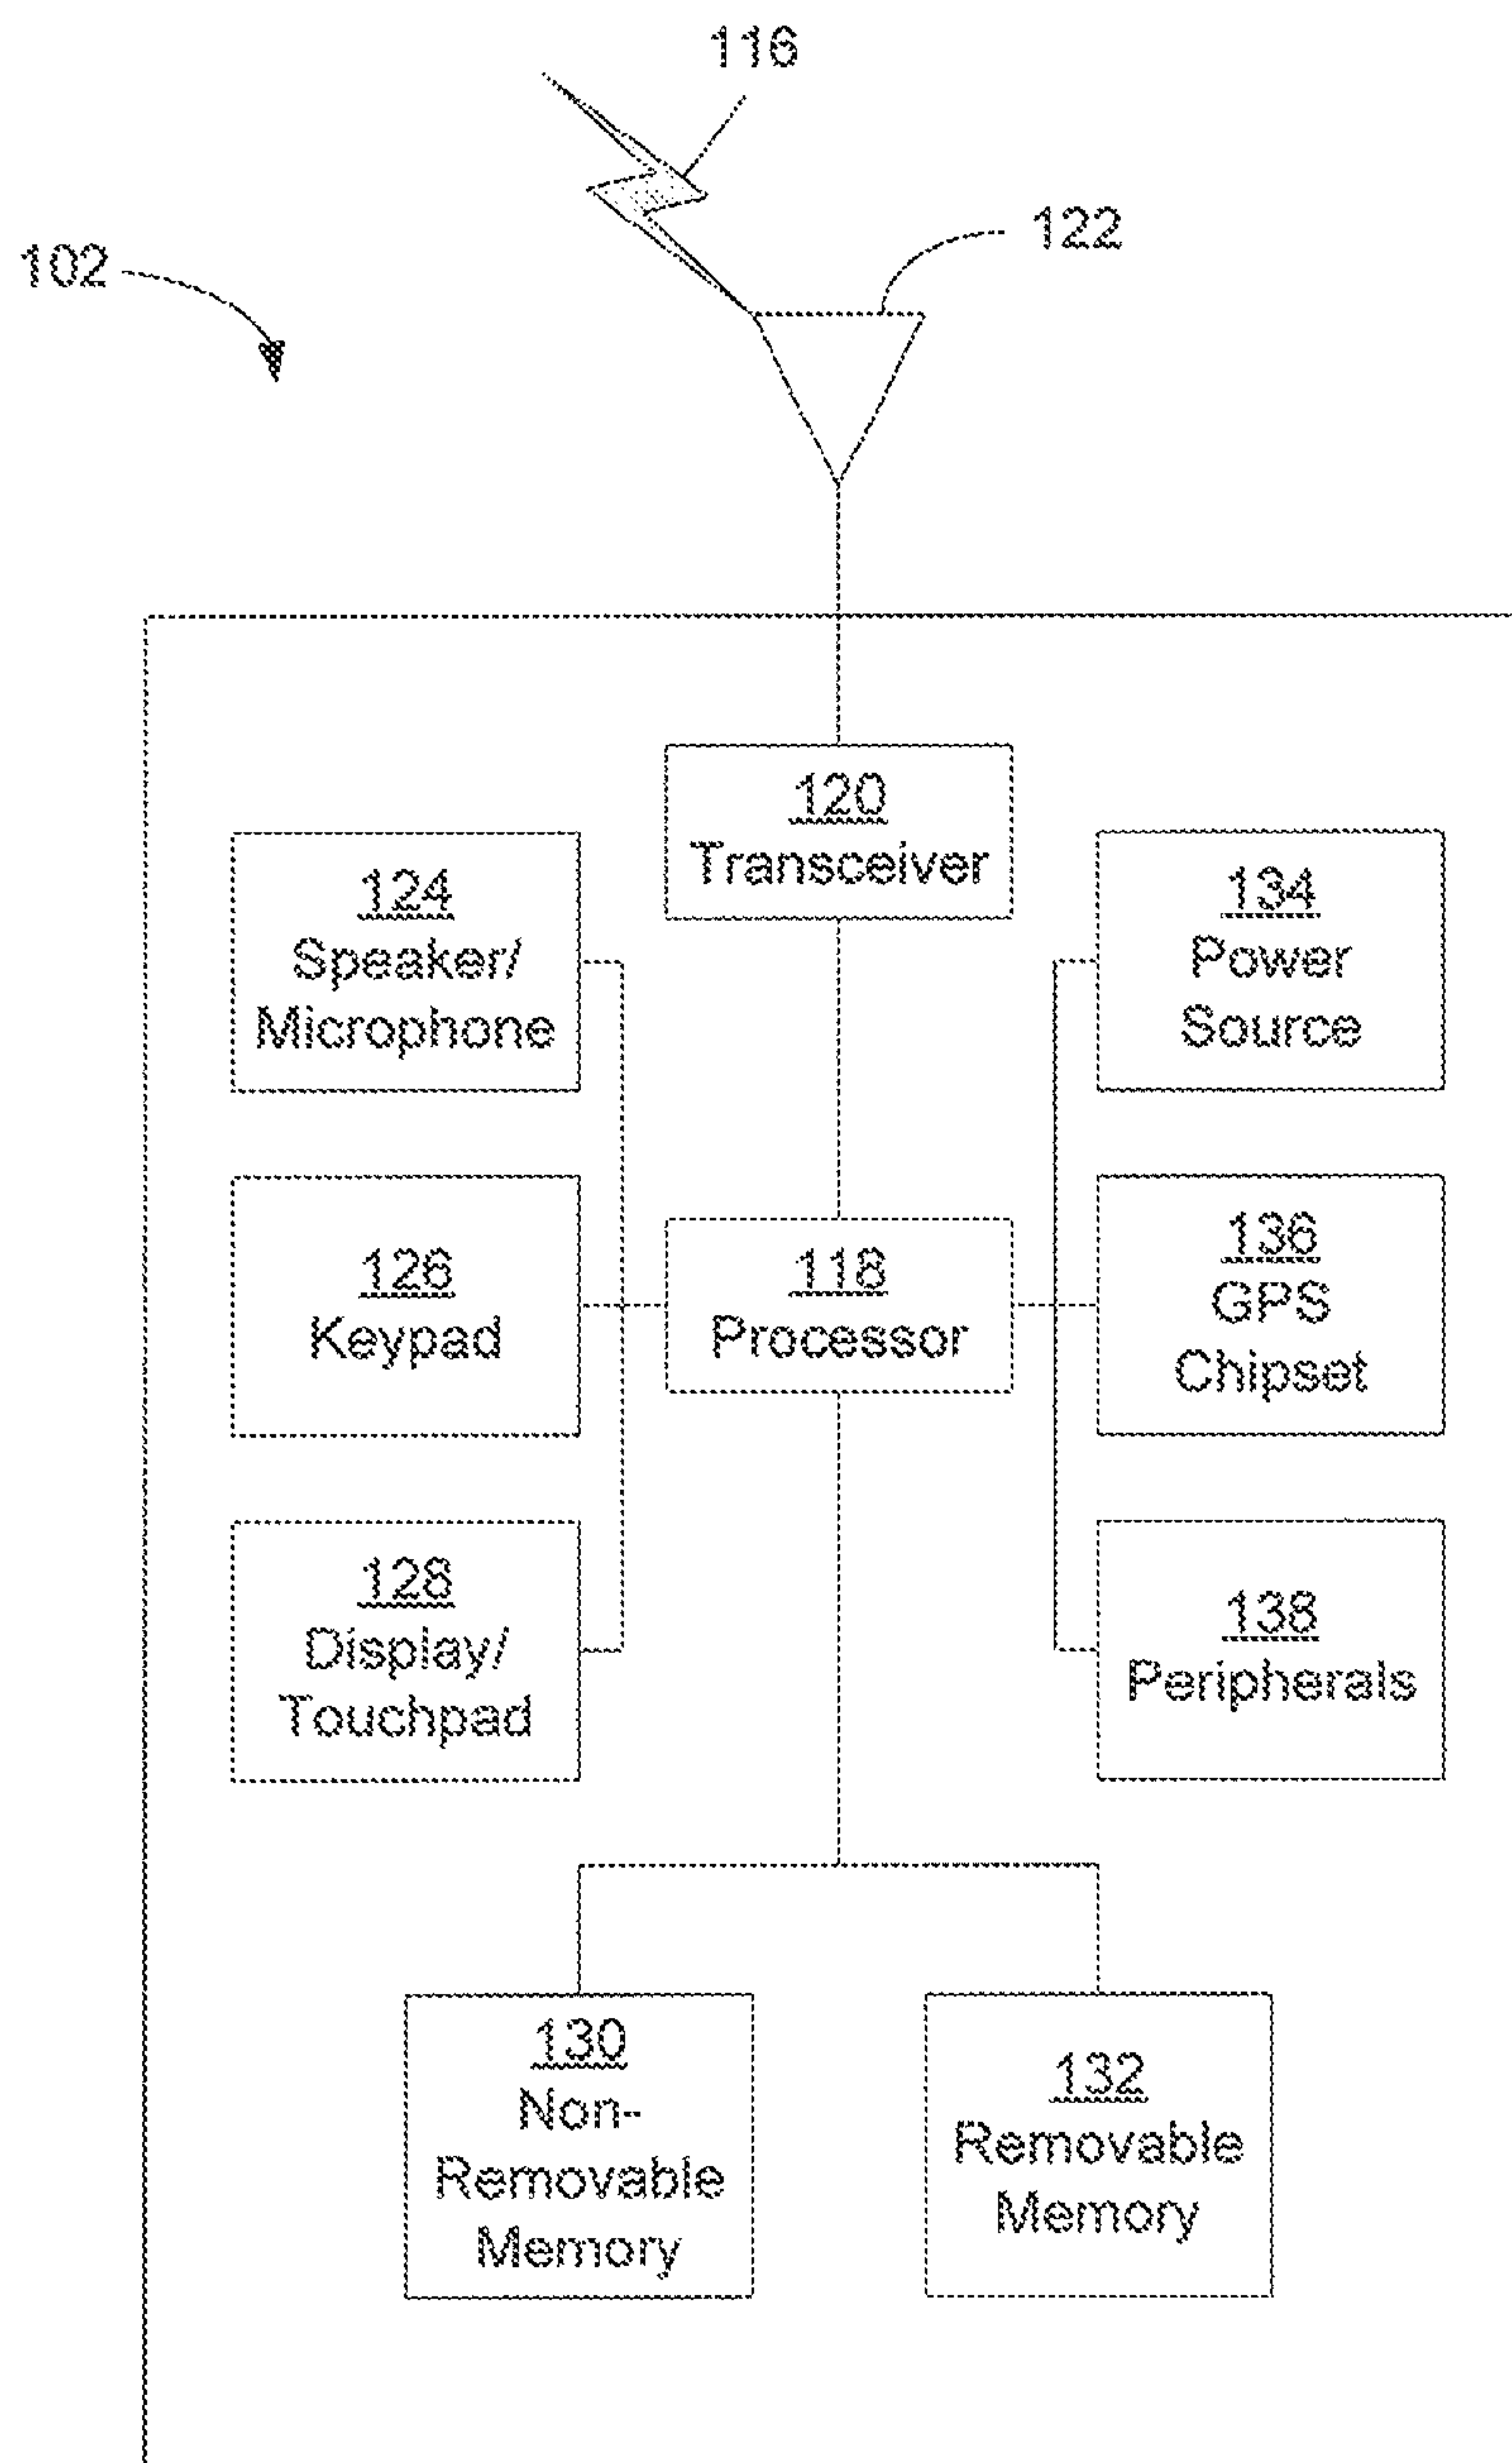 116
122
102
120
Transceiver
124
Speaker/
Microphone
134
Power
Source
126
Keypad
118
Processor
136
GPS
Chipset
128
Display/
Touchpad
138
Peripherals
130
Non-
Removable
Memory
132
Removable
Memory